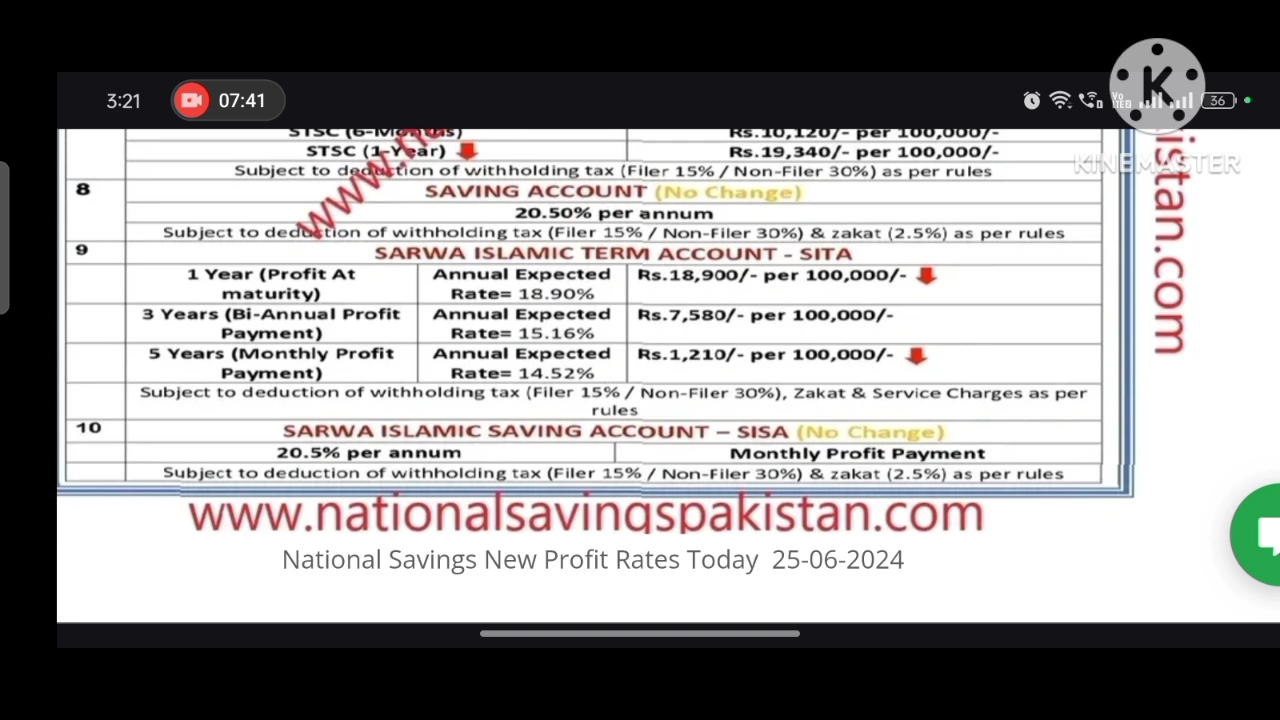 3:21
07:41
Vo
LTE
36
K
KINEMASTER
STSC (6-Months) Rs.10,120/- per 100,000/-
STSC (1-Year) Rs.19,340/- per 100,000/-
Subject to deduction of withholding tax (Filer 15% / Non-Filer 30%) as per rules
8 SAVING ACCOUNT (No Change)
20.50% per annum
Subject to deduction of withholding tax (Filer 15% / Non-Filer 30%) & zakat (2.5%) as per rules
9 SARWA ISLAMIC TERM ACCOUNT - SITA
1 Year (Profit At Annual Expected Rs.18,900/- per 100,000/-
maturity) Rate= 18.90%
3 Years (Bi-Annual Profit Annual Expected Rs.7,580/- per 100,000/-
Payment) Rate= 15.16%
5 Years (Monthly Profit Annual Expected Rs.1,210/- per 100,000/-
Payment) Rate= 14.52%
Subject to deduction of withholding tax (Filer 15% / Non-Filer 30%), Zakat & Service Charges as per
rules
10 SARWA ISLAMIC SAVING ACCOUNT – SISA (No Change)
20.5% per annum Monthly Profit Payment
Subject to deduction of withholding tax (Filer 15% / Non-Filer 30%) & zakat (2.5%) as per rules
www.n
istan.com
www.nationalsavingspakistan.com
National Savings New Profit Rates Today 25-06-2024